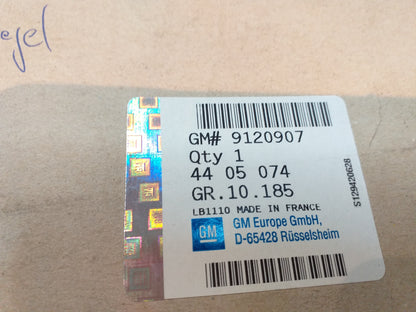 GM# 9120907
Qty 1
44 05 074
GR.10.185
LB1110 MADE IN FRANCE
GM
GM Europe GmbH,
D-65428 Rüsselsheim
S129420628